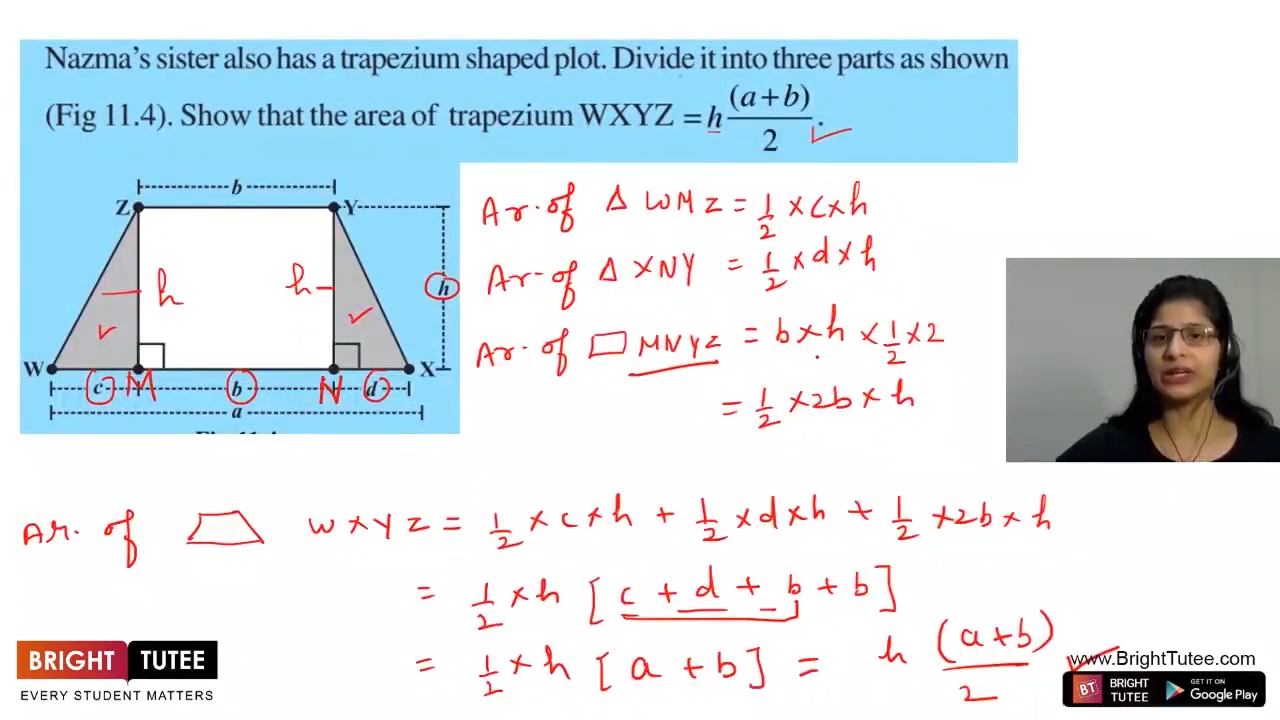 Nazma's sister also has a trapezium shaped plot. Divide it into three parts as shown
(Fig 11.4). Show that the area of trapezium WXYZ = h (a+b)/2 .
b
Z Y
h h h
W X
c M b N d
a
Ar. of Δ WMZ = 1/2 × c × h
Ar. of Δ XNY = 1/2 × d × h
Ar. of ▭ MNYZ = b × h × 1/2 × 2
= 1/2 × 2b × h
Ar. of WXYZ = 1/2 × c × h + 1/2 × d × h + 1/2 × 2b × h
= 1/2 × h [c + d + b + b]
= 1/2 × h [a + b] = h (a+b)/2
BRIGHT TUTEE
EVERY STUDENT MATTERS
www.BrightTutee.com
BT BRIGHT TUTEE
GET IT ON
Google Play